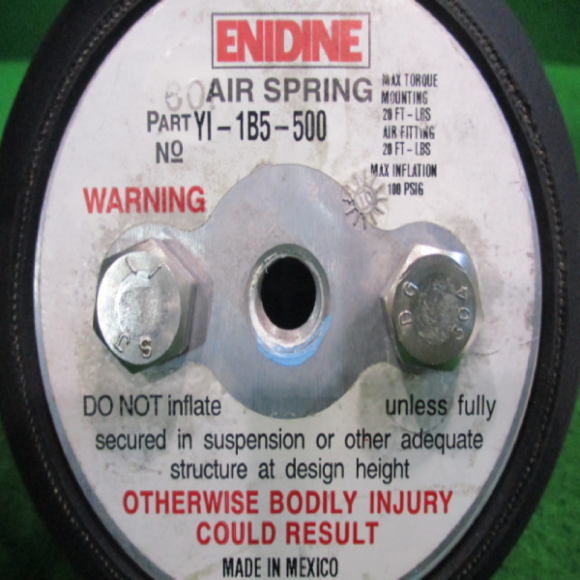 ENIDINE
60 AIR SPRING
PART YI-1B5-500
Nº
MAX TORQUE
MOUNTING
20 FT-LBS
AIR FITTING
20 FT-LBS
MAX INFLATION
100 PSIG
WARNING
DO NOT inflate unless fully
secured in suspension or other adequate
structure at design height
OTHERWISE BODILY INJURY
COULD RESULT
MADE IN MEXICO